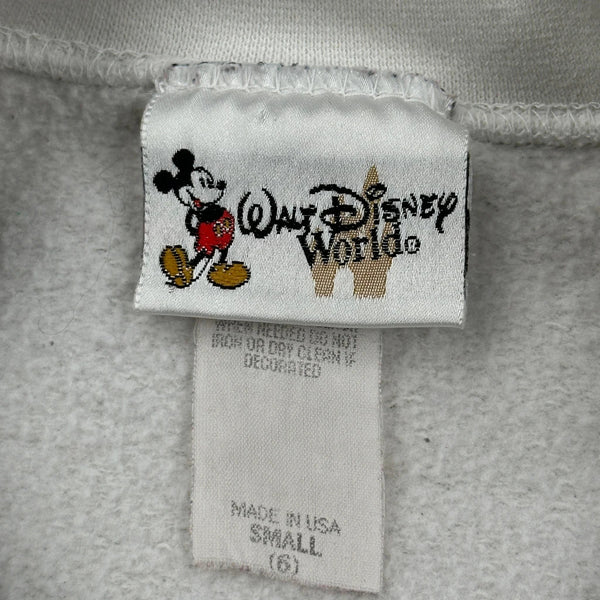 WALT DISNEY
World®
WHEN NEEDED DO NOT
IRON OR DRY CLEAN IF
DECORATED
MADE IN USA
SMALL
(6)